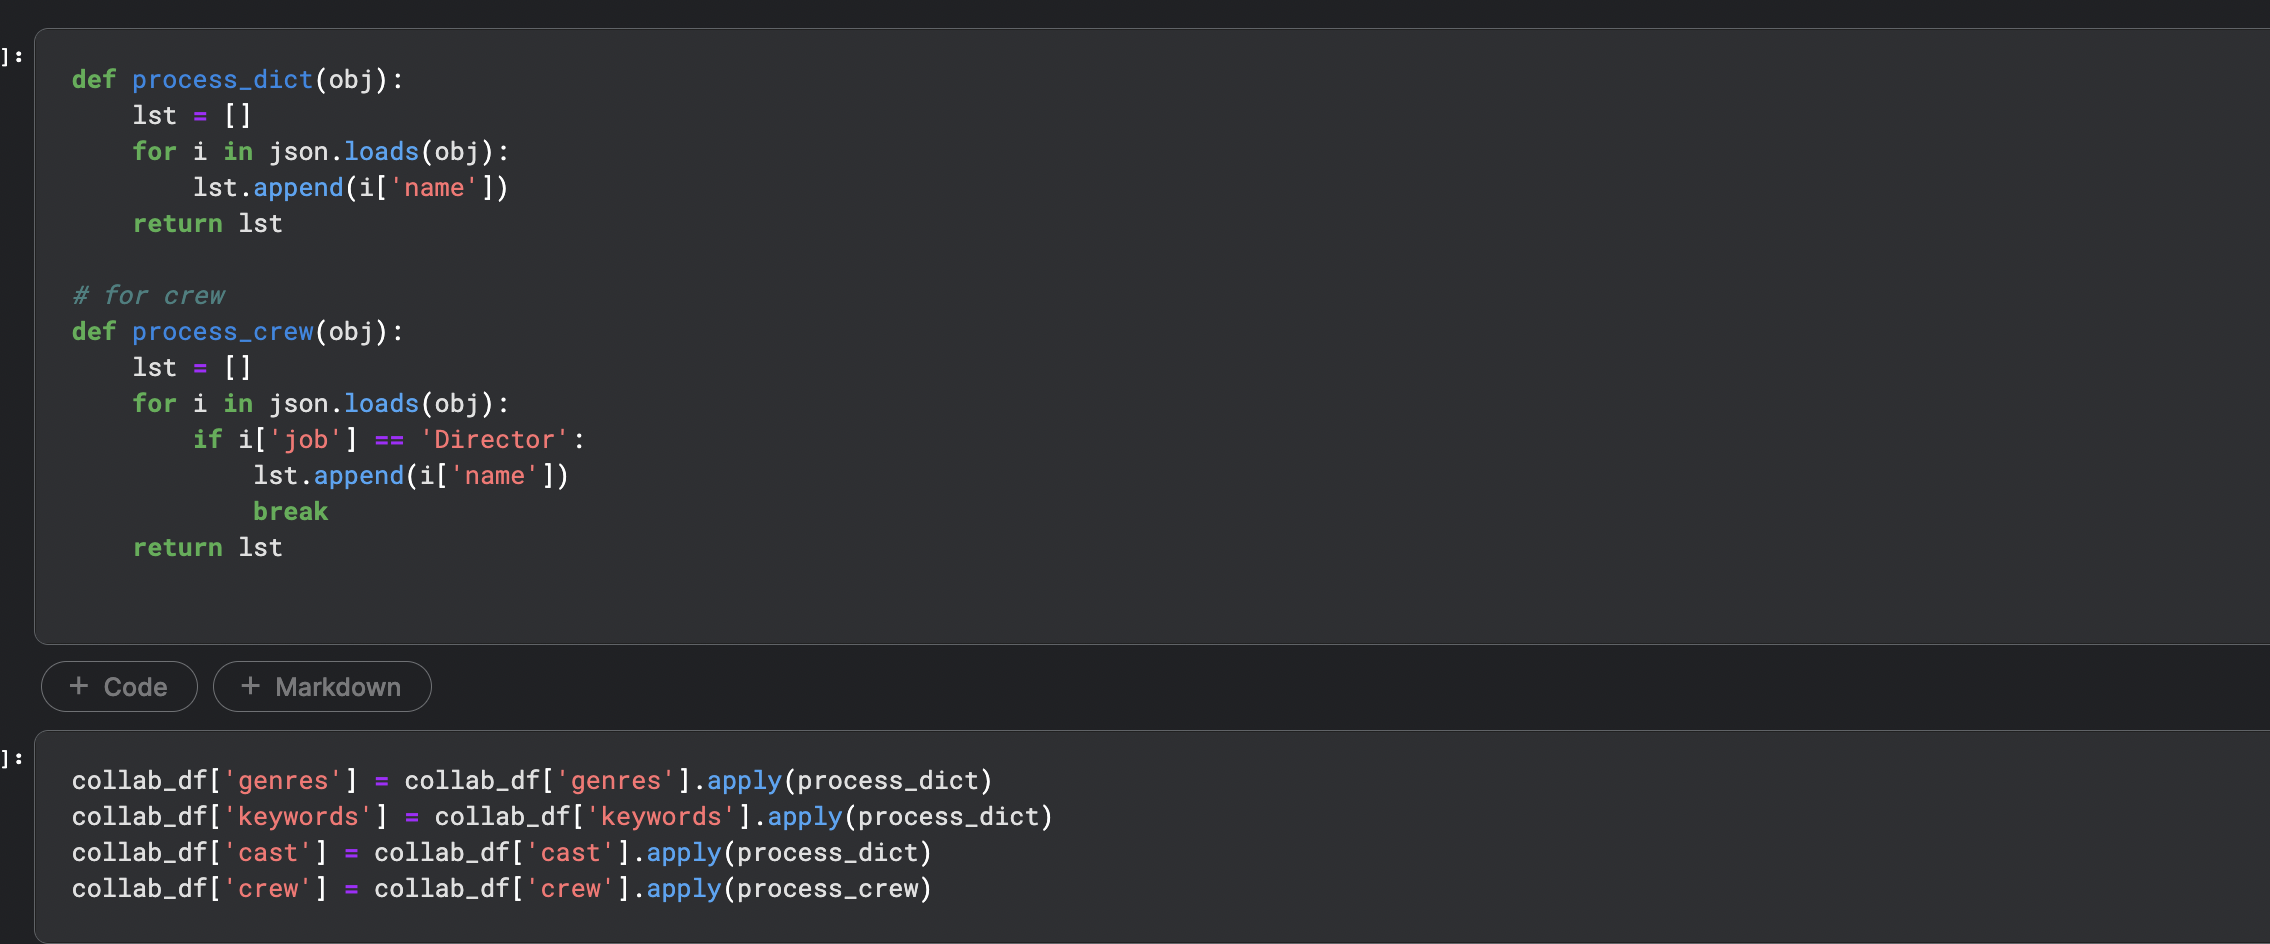 ]:
def process_dict(obj):
    lst = []
    for i in json.loads(obj):
        lst.append(i['name'])
    return lst

# for crew
def process_crew(obj):
    lst = []
    for i in json.loads(obj):
        if i['job'] == 'Director':
            lst.append(i['name'])
            break
    return lst
+ Code
+ Markdown
]:
collab_df['genres'] = collab_df['genres'].apply(process_dict)
collab_df['keywords'] = collab_df['keywords'].apply(process_dict)
collab_df['cast'] = collab_df['cast'].apply(process_dict)
collab_df['crew'] = collab_df['crew'].apply(process_crew)